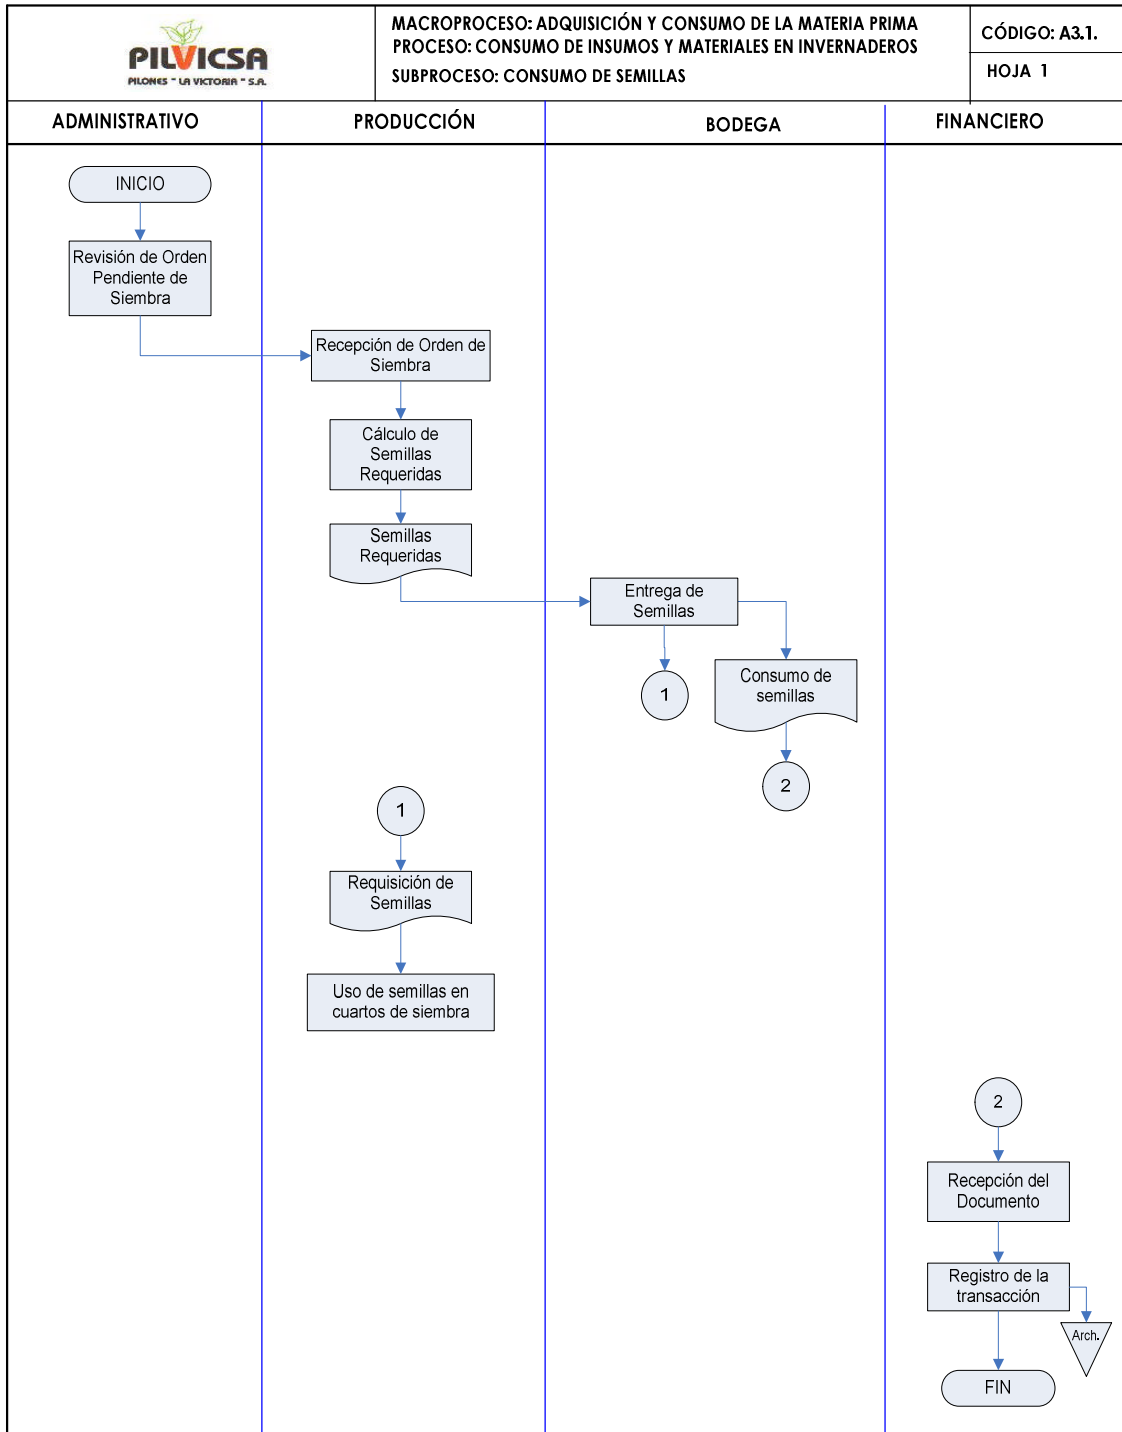 PILVICSA
PILONES "LA VICTORIA" S.A.
MACROPROCESO: ADQUISICIÓN Y CONSUMO DE LA MATERIA PRIMA
PROCESO: CONSUMO DE INSUMOS Y MATERIALES EN INVERNADEROS
SUBPROCESO: CONSUMO DE SEMILLAS
CÓDIGO: A3.1.
HOJA 1
ADMINISTRATIVO
PRODUCCIÓN
BODEGA
FINANCIERO
INICIO
Revisión de Orden
Pendiente de
Siembra
Recepción de Orden de
Siembra
Cálculo de
Semillas
Requeridas
Semillas
Requeridas
Entrega de
Semillas
1
Consumo de
semillas
2
1
Requisición de
Semillas
Uso de semillas en
cuartos de siembra
2
Recepción del
Documento
Registro de la
transacción
Arch.
FIN